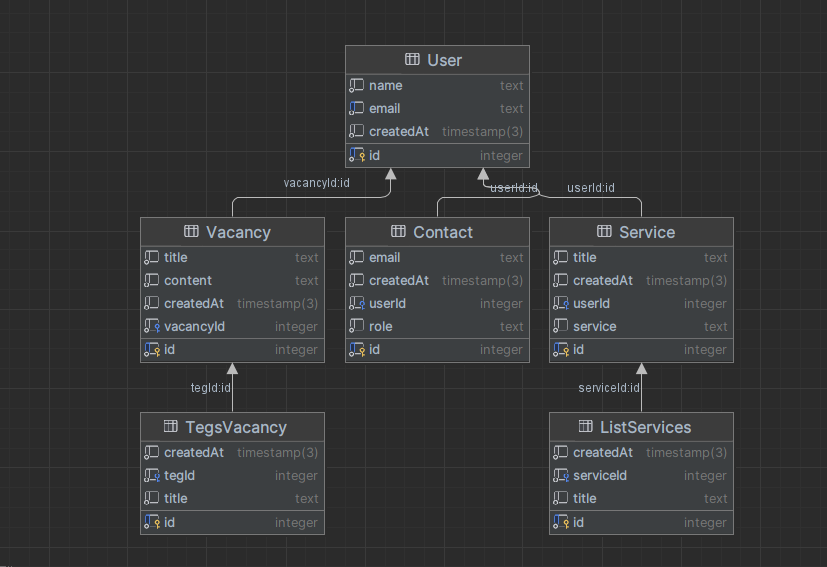 User
name text
email text
createdAt timestamp(3)
id integer
vacancyId:id
userId:id
userId:id
Vacancy
title text
content text
createdAt timestamp(3)
vacancyId integer
id integer
Contact
email text
createdAt timestamp(3)
userId integer
role text
id integer
Service
title text
createdAt timestamp(3)
userId integer
service text
id integer
tegId:id
serviceId:id
TegsVacancy
createdAt timestamp(3)
tegId integer
title text
id integer
ListServices
createdAt timestamp(3)
serviceId integer
title text
id integer